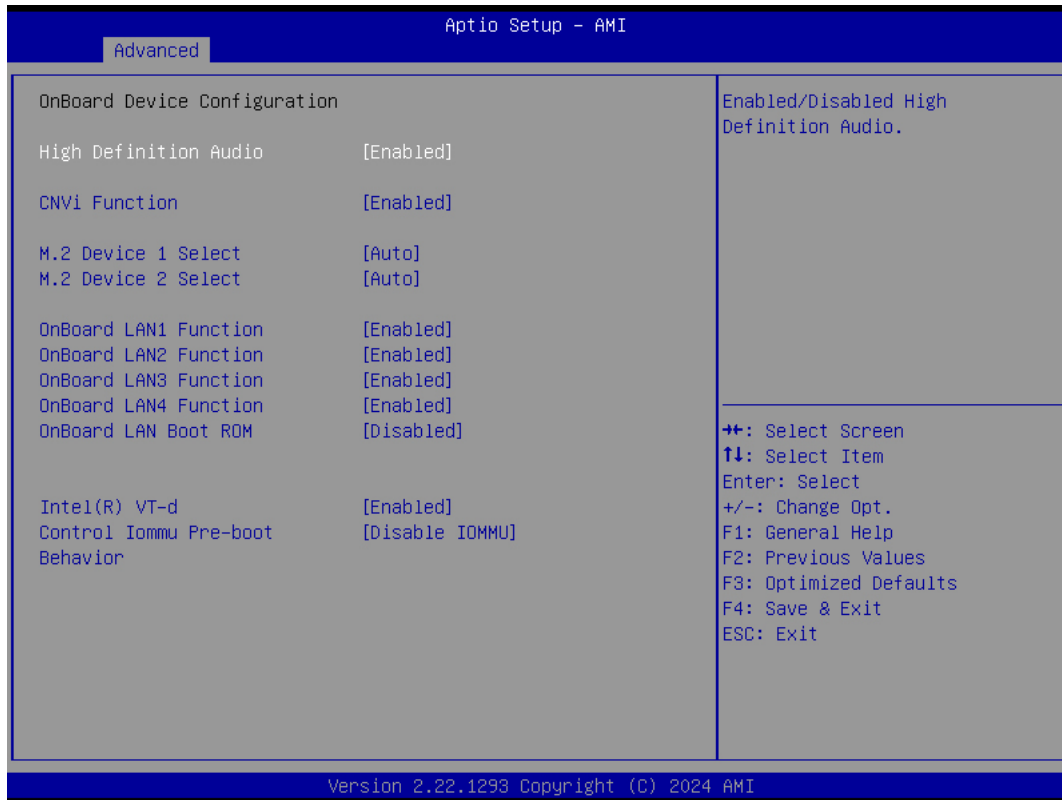 Aptio Setup – AMI
Advanced
OnBoard Device Configuration
High Definition Audio [Enabled]
CNVi Function [Enabled]
M.2 Device 1 Select [Auto]
M.2 Device 2 Select [Auto]
OnBoard LAN1 Function [Enabled]
OnBoard LAN2 Function [Enabled]
OnBoard LAN3 Function [Enabled]
OnBoard LAN4 Function [Enabled]
OnBoard LAN Boot ROM [Disabled]
Intel(R) VT-d [Enabled]
Control Iommu Pre-boot [Disable IOMMU]
Behavior
Enabled/Disabled High
Definition Audio.
→←: Select Screen
↑↓: Select Item
Enter: Select
+/-: Change Opt.
F1: General Help
F2: Previous Values
F3: Optimized Defaults
F4: Save & Exit
ESC: Exit
Version 2.22.1293 Copyright (C) 2024 AMI